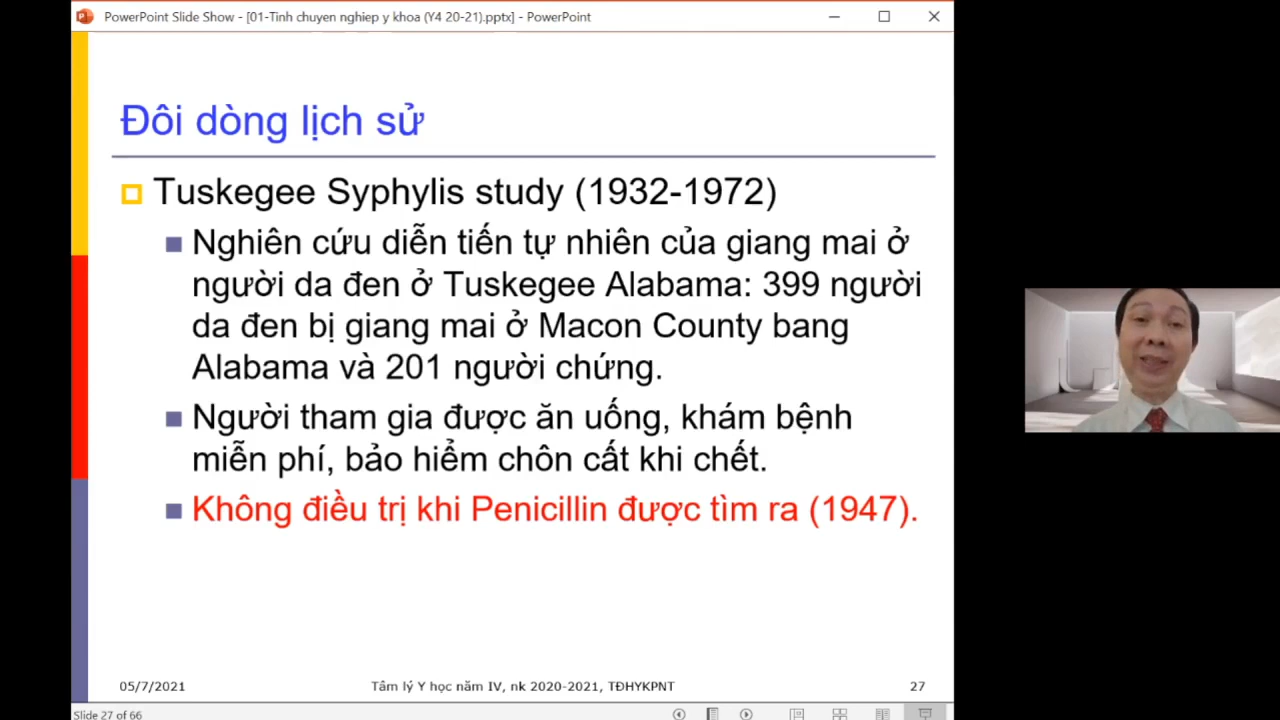 PowerPoint Slide Show - [01-Tinh chuyen nghiep y khoa (Y4 20-21).pptx] - PowerPoint
Đôi dòng lịch sử
Tuskegee Syphylis study (1932-1972)
Nghiên cứu diễn tiến tự nhiên của giang mai ở
người da đen ở Tuskegee Alabama: 399 người
da đen bị giang mai ở Macon County bang
Alabama và 201 người chứng.
Người tham gia được ăn uống, khám bệnh
miễn phí, bảo hiểm chôn cất khi chết.
Không điều trị khi Penicillin được tìm ra (1947).
05/7/2021 Tâm lý Y học năm IV, nk 2020-2021, TĐHYKPNT 27
Slide 27 of 66